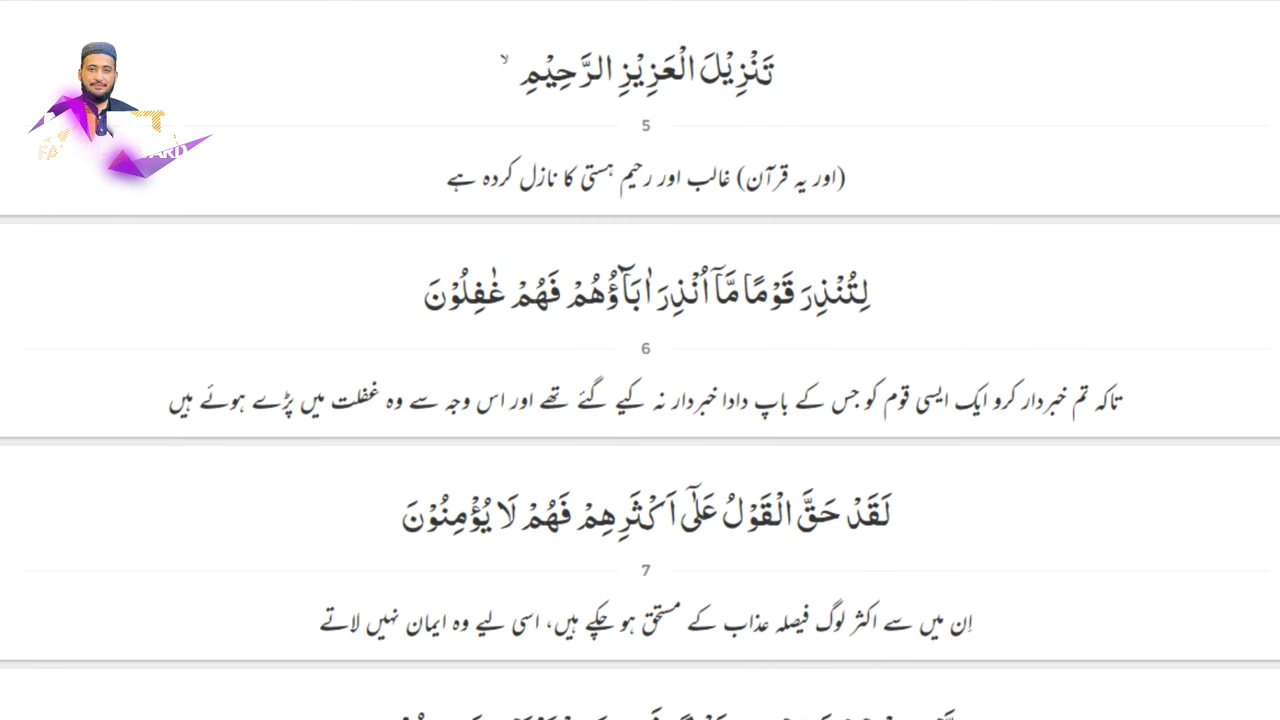 تَنْزِيْلَ الْعَزِيْزِ الرَّحِيْمِ ۙ
5
(اور یہ قرآن) غالب اور رحیم ہستی کا نازل کردہ ہے
لِتُنْذِرَ قَوْمًا مَّاۤ اُنْذِرَ اٰبَآؤُهُمْ فَهُمْ غٰفِلُوْنَ
6
تاکہ تم خبردار کرو ایک ایسی قوم کو جس کے باپ دادا خبردار نہ کیے گئے تھے اور اس وجہ سے وہ غفلت میں پڑے ہوئے ہیں
لَقَدْ حَقَّ الْقَوْلُ عَلٰۤى اَكْثَرِهِمْ فَهُمْ لَا يُؤْمِنُوْنَ
7
اِن میں سے اکثر لوگ فیصلہ عذاب کے مستحق ہو چکے ہیں، اسی لیے وہ ایمان نہیں لاتے